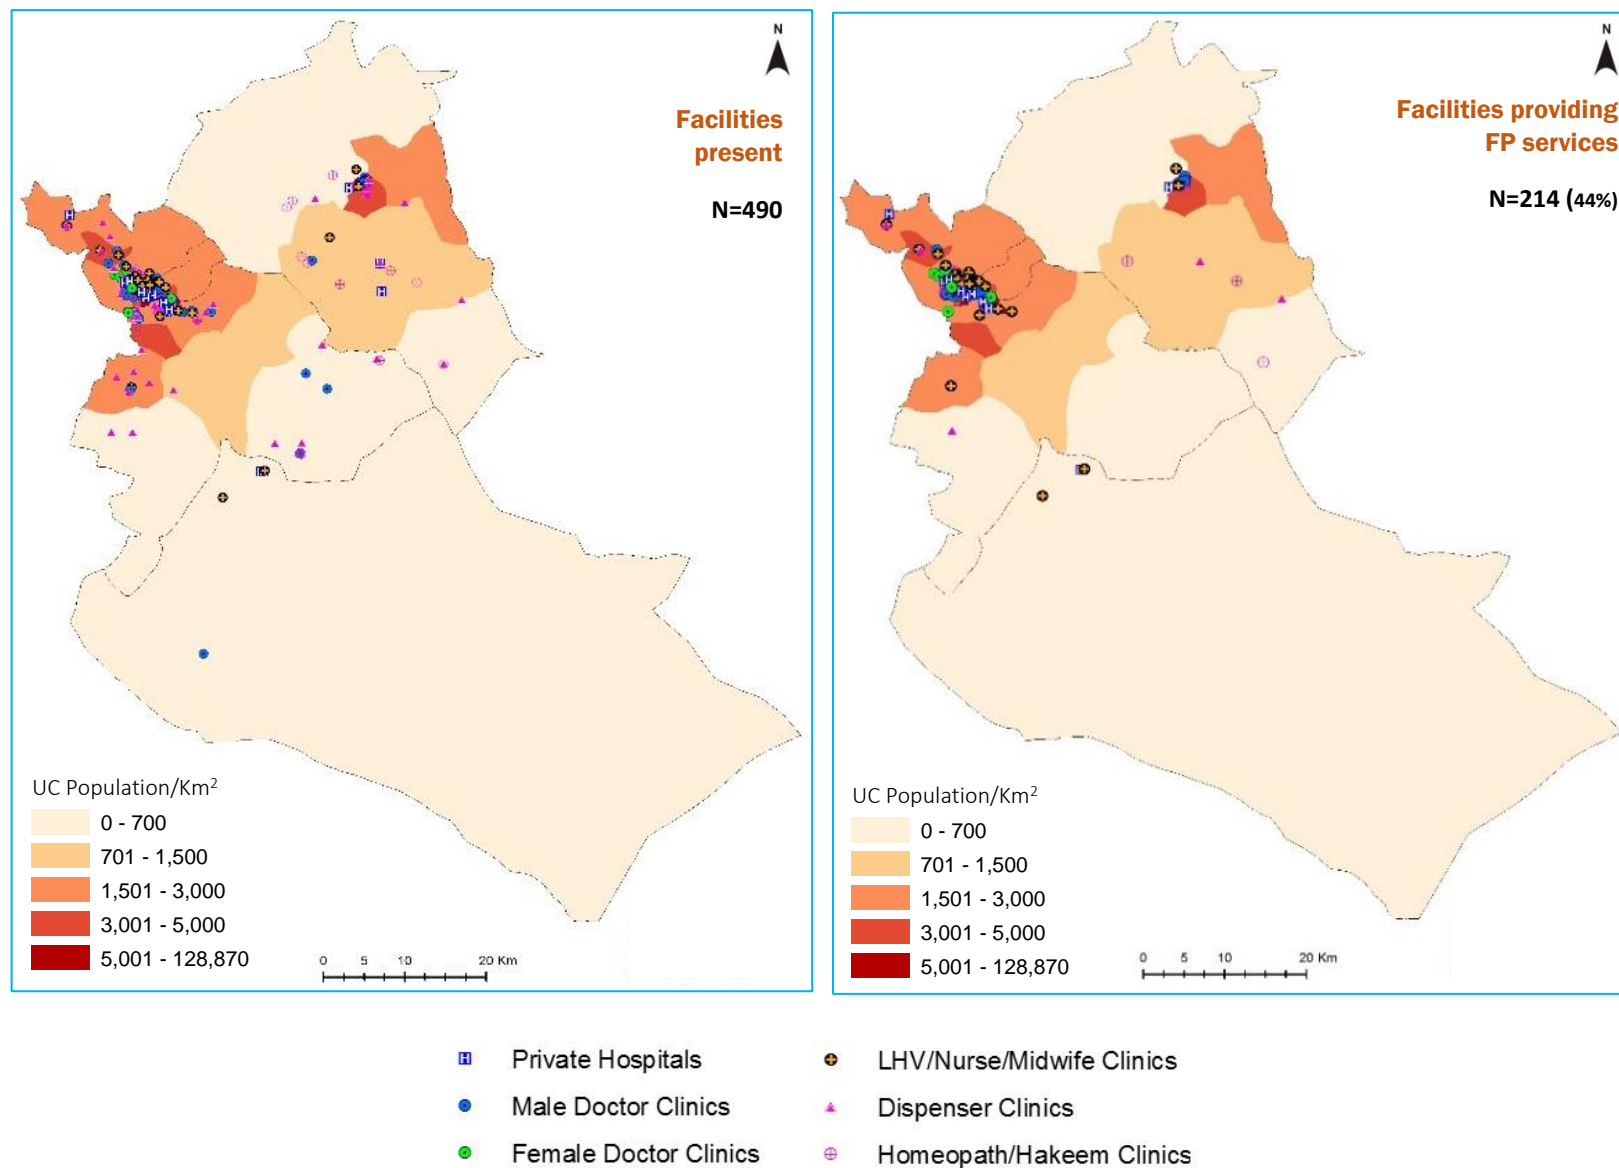 N
Facilities
present
N=490
UC Population/Km²
0 - 700
701 - 1,500
1,501 - 3,000
3,001 - 5,000
5,001 - 128,870
0 5 10 20 Km
N
Facilities providing
FP services
N=214 (44%)
UC Population/Km²
0 - 700
701 - 1,500
1,501 - 3,000
3,001 - 5,000
5,001 - 128,870
0 5 10 20 Km
H Private Hospitals
Male Doctor Clinics
Female Doctor Clinics
LHV/Nurse/Midwife Clinics
Dispenser Clinics
Homeopath/Hakeem Clinics